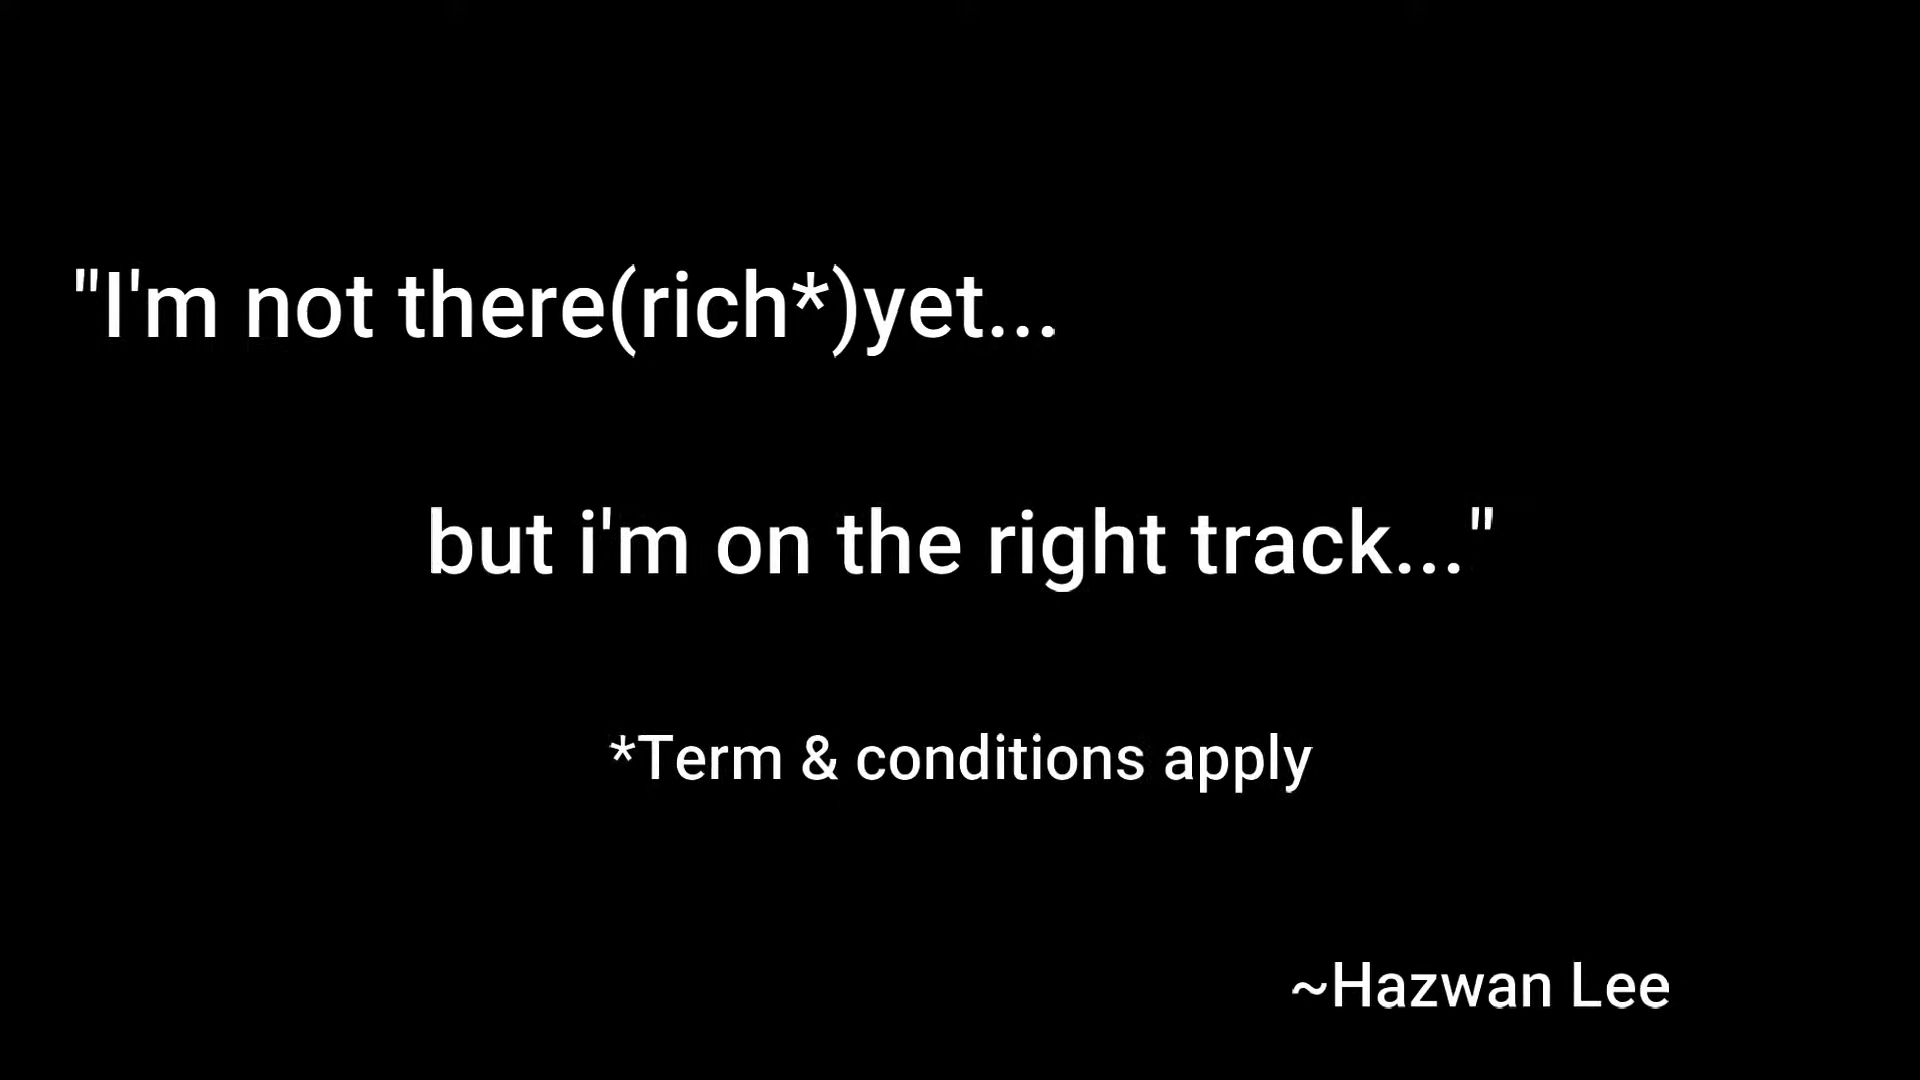 "I'm not there(rich*)yet...
but i'm on the right track..."
*Term & conditions apply
~Hazwan Lee